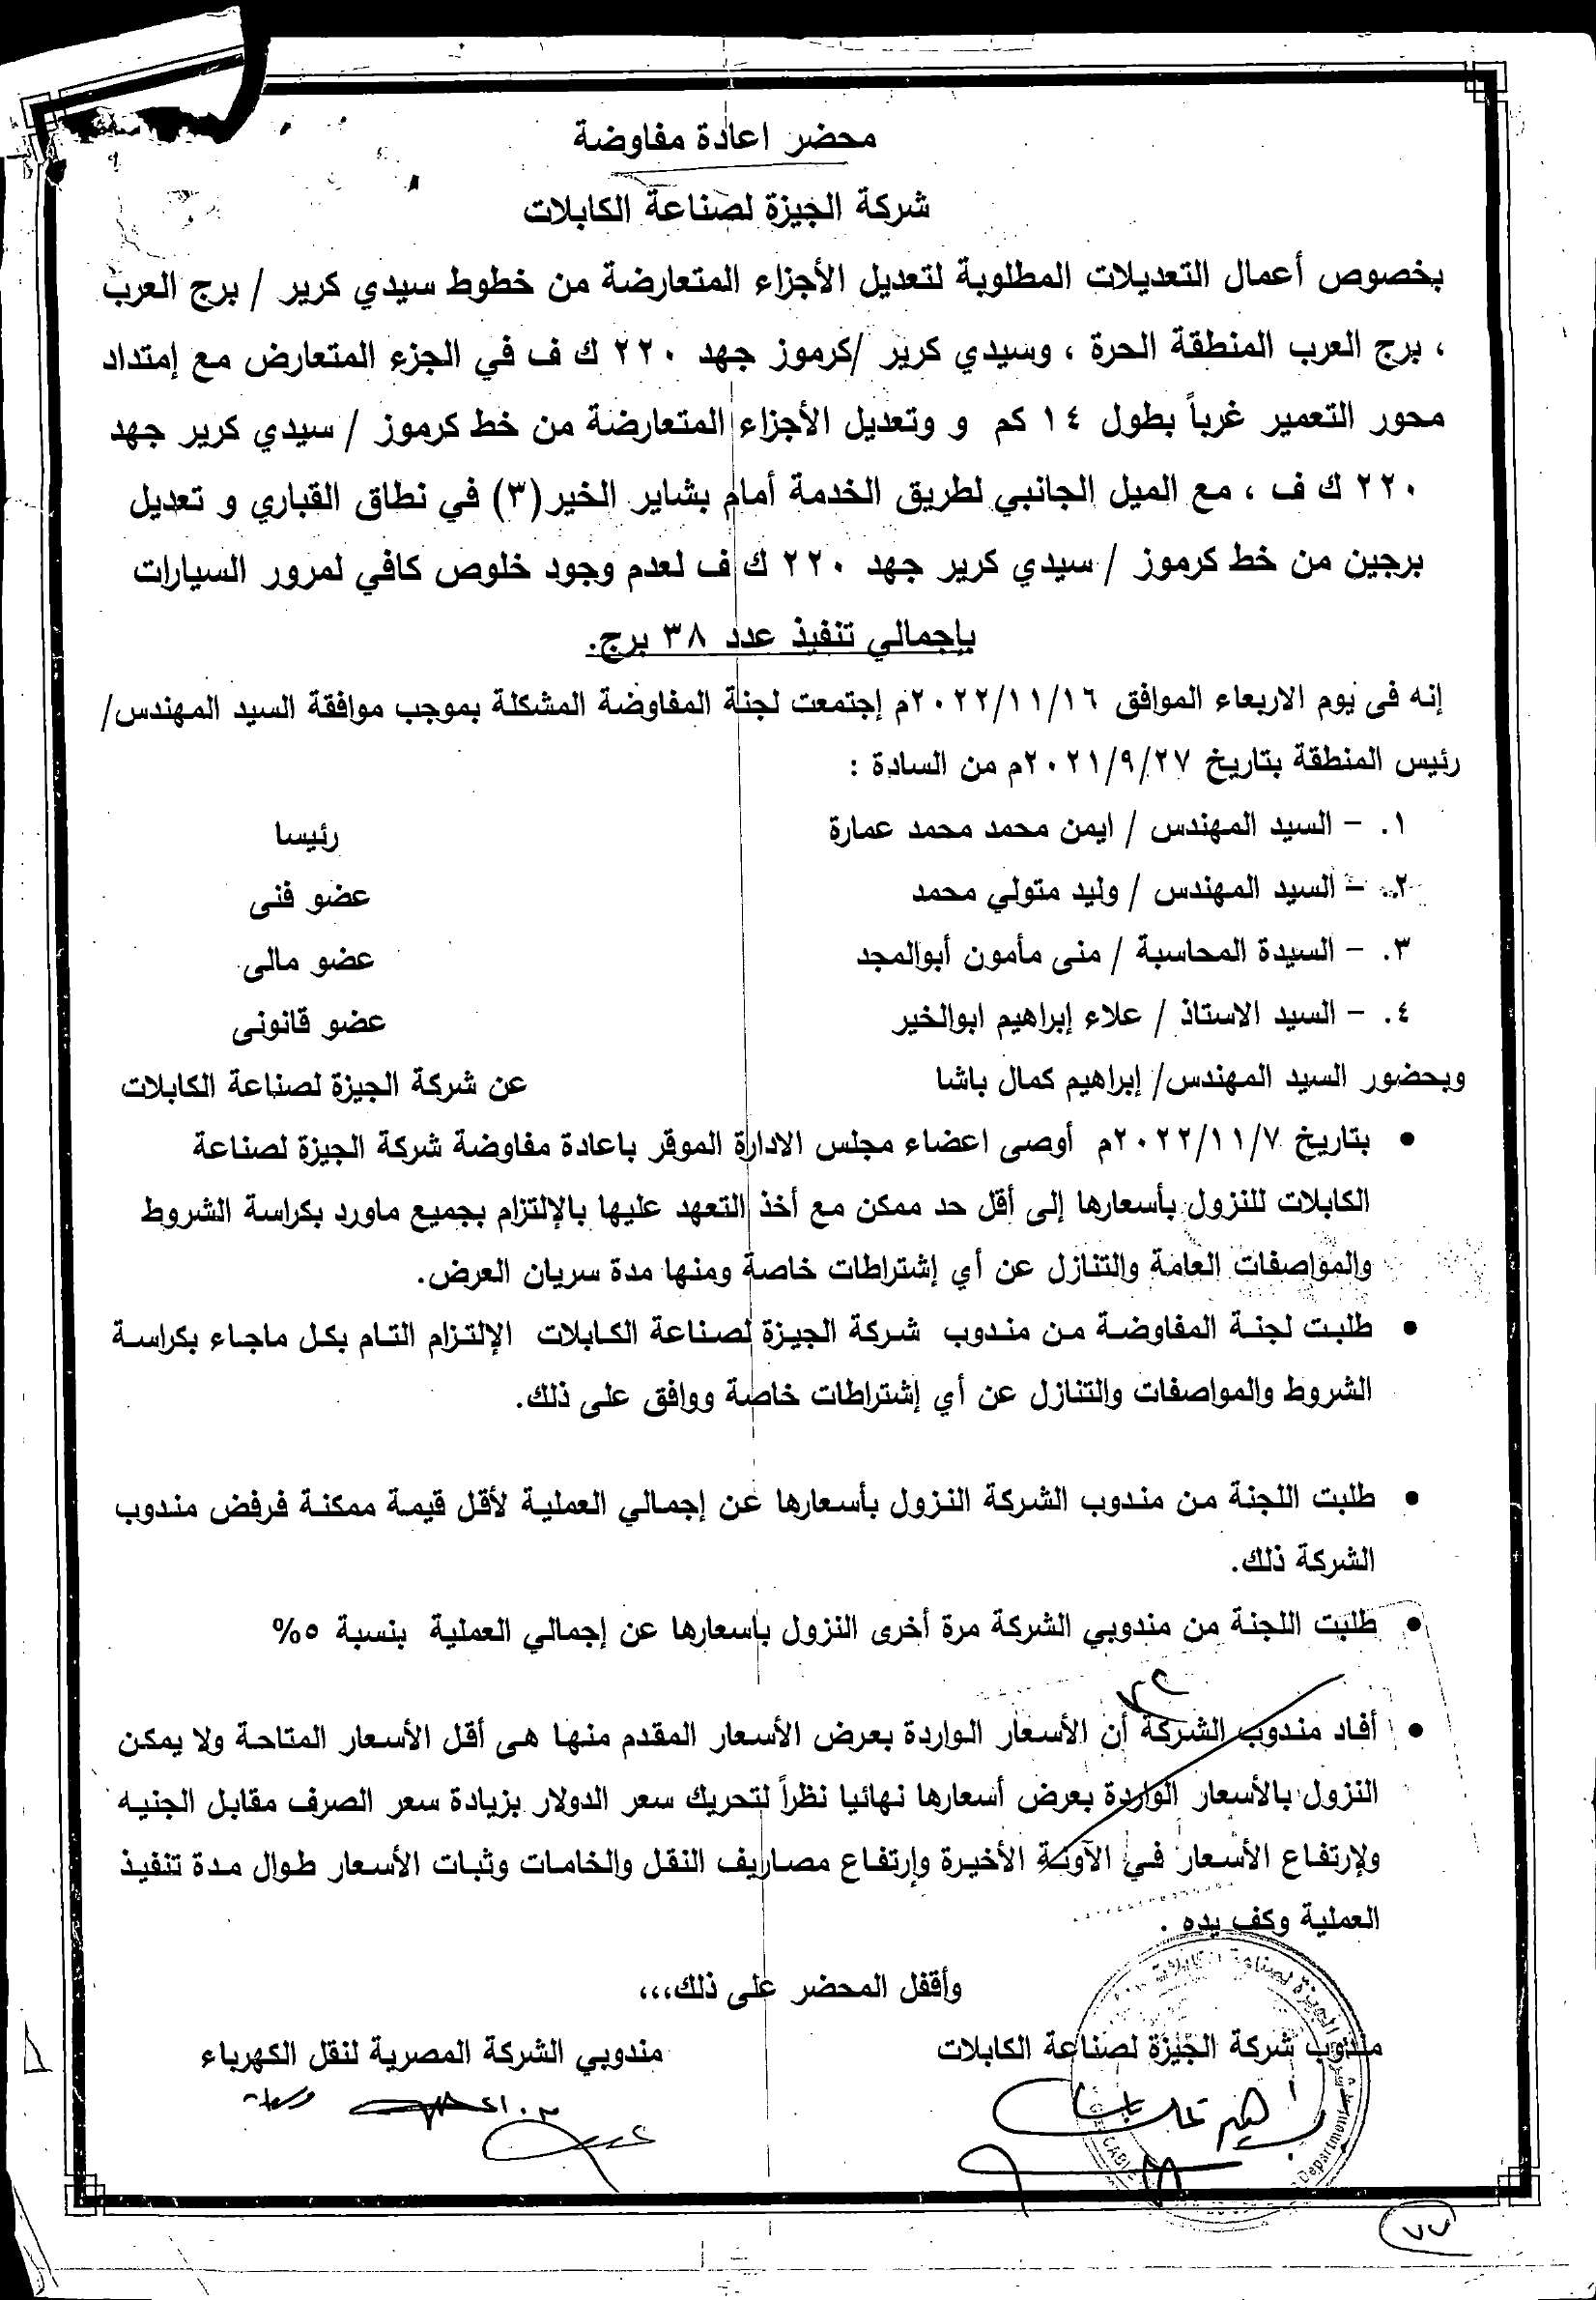 محضر اعادة مفاوضة
شركة الجيزة لصناعة الكابلات
بخصوص أعمال التعديلات المطلوبة لتعديل الأجزاء المتعارضة من خطوط سيدي كرير / برج العرب
، برج العرب المنطقة الحرة ، وسيدي كرير /كرموز جهد ٢٢٠ ك ف في الجزء المتعارض مع إمتداد
محور التعمير غرباً بطول ١٤ كم و وتعديل الأجزاء المتعارضة من خط كرموز / سيدي كرير جهد
٢٢٠ ك ف ، مع الميل الجانبي لطريق الخدمة أمام بشاير الخير(٣) في نطاق القباري و تعديل
برجين من خط كرموز / سيدي كرير جهد ٢٢٠ ك ف لعدم وجود خلوص كافي لمرور السيارات
بإجمالي تنفيذ عدد ٣٨ برج.
إنه فى يوم الاربعاء الموافق ٢٠٢٢/١١/١٦م إجتمعت لجنة المفاوضة المشكلة بموجب موافقة السيد المهندس/
رئيس المنطقة بتاريخ ٢٠٢١/٩/٢٧م من السادة :
١. – السيد المهندس / ايمن محمد محمد عمارة رئيسا
٢. – السيد المهندس / وليد متولي محمد عضو فنى
٣. – السيدة المحاسبة / منى مأمون أبوالمجد عضو مالى
٤. – السيد الاستاذ / علاء إبراهيم ابوالخير عضو قانونى
وبحضور السيد المهندس/ إبراهيم كمال باشا عن شركة الجيزة لصناعة الكابلات
• بتاريخ ٢٠٢٢/١١/٧م أوصى اعضاء مجلس الادارة الموقر باعادة مفاوضة شركة الجيزة لصناعة
الكابلات للنزول بأسعارها إلى أقل حد ممكن مع أخذ التعهد عليها بالإلتزام بجميع ماورد بكراسة الشروط
والمواصفات العامة والتنازل عن أي إشتراطات خاصة ومنها مدة سريان العرض.
• طلبت لجنة المفاوضة من مندوب شركة الجيزة لصناعة الكابلات الإلتزام التام بكل ماجاء بكراسة
الشروط والمواصفات والتنازل عن أي إشتراطات خاصة ووافق على ذلك.
• طلبت اللجنة من مندوب الشركة النزول بأسعارها عن إجمالي العملية لأقل قيمة ممكنة فرفض مندوب
الشركة ذلك.
• طلبت اللجنة من مندوبي الشركة مرة أخرى النزول باسعارها عن إجمالي العملية بنسبة ٥%
• أفاد مندوب الشركة أن الأسعار الواردة بعرض الأسعار المقدم منها هى أقل الأسعار المتاحة ولا يمكن
النزول بالأسعار الواردة بعرض أسعارها نهائيا نظراً لتحريك سعر الدولار بزيادة سعر الصرف مقابل الجنيه
ولإرتفاع الأسعار في الآونة الأخيرة وإرتفاع مصاريف النقل والخامات وثبات الأسعار طوال مدة تنفيذ
العملية وكف يده .
وأقفل المحضر على ذلك،،،
مندوب شركة الجيزة لصناعة الكابلات مندوبي الشركة المصرية لنقل الكهرباء
٧٧